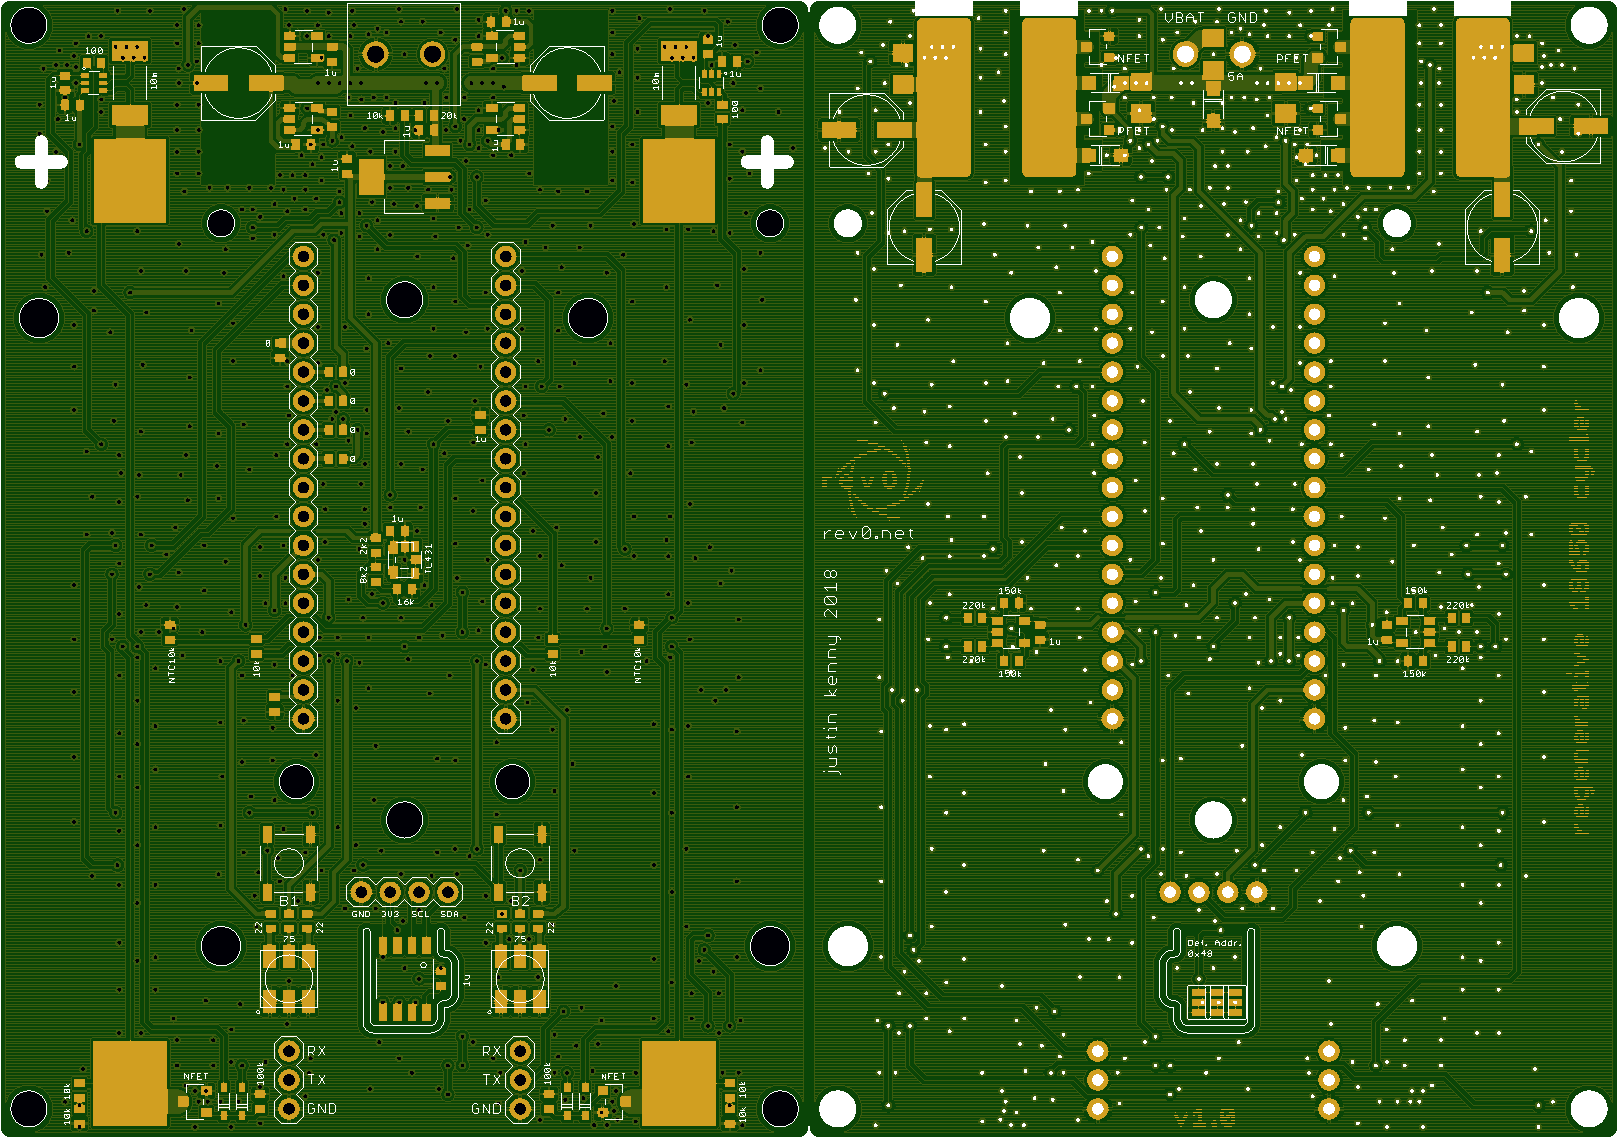 1u
1u
VBAT GND
100
10m
1u
1u
1u
10m
1u
1u
NFET
PFET
5A
100
10k
20k
1u
1u
1u
1u
PFET
NFET
0
0
0
0
0
1u
rev0
rev0.net
regenerative 18650 cycler
1u
2k2
TL431
8k2
16k
justin kenny 2018
150k
220k
220k
1u
150k
150k
220k
1u
220k
150k
NTC10k
10k
10k
NTC10k
B1
B2
GND
3V3
SCL
SDA
22
22
75
22
22
75
1u
Def. Addr.
0x48
RX
TX
GND
RX
TX
GND
10k
10k
NFET
100k
100k
NFET
10k
10k
v1.0